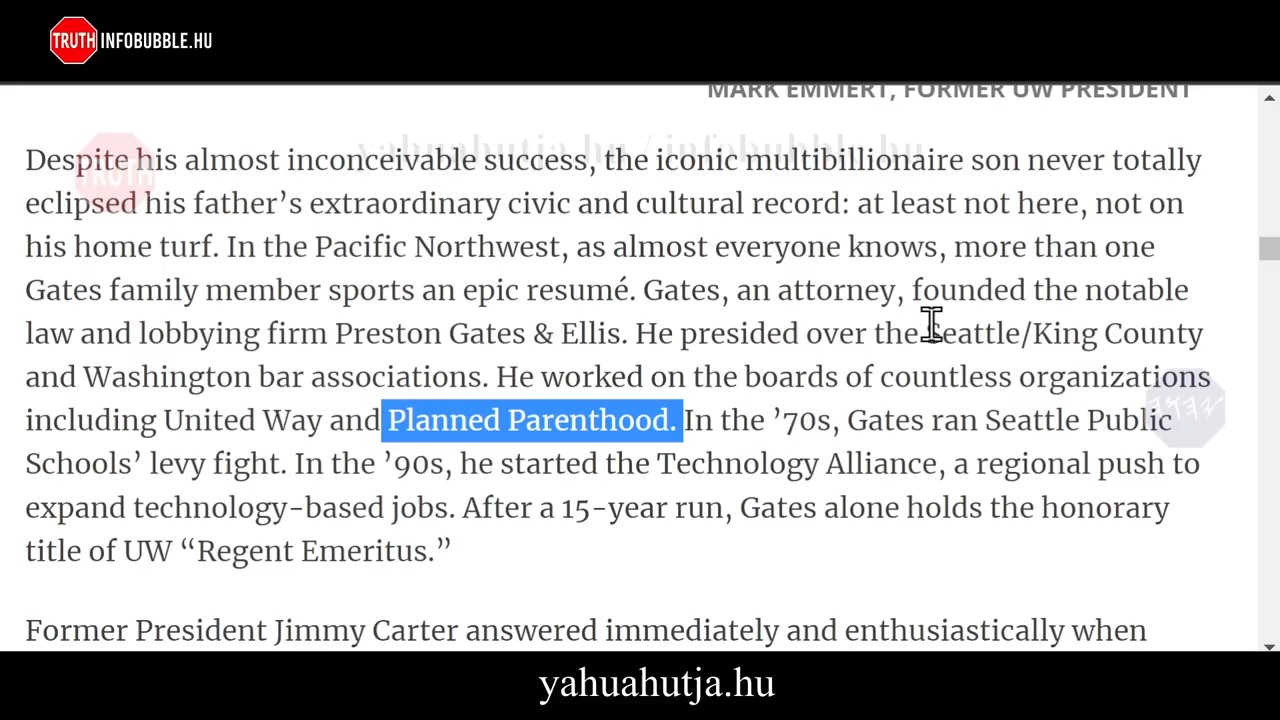 TRUTH INFOBUBBLE.HU
MARK EMMERT, FORMER UW PRESIDENT
yahuahutja.hu / infobubble.hu
Despite his almost inconceivable success, the iconic multibillionaire son never totally
TRUTH
eclipsed his father’s extraordinary civic and cultural record: at least not here, not on
his home turf. In the Pacific Northwest, as almost everyone knows, more than one
Gates family member sports an epic resumé. Gates, an attorney, founded the notable
law and lobbying firm Preston Gates & Ellis. He presided over the Seattle/King County
and Washington bar associations. He worked on the boards of countless organizations
including United Way and Planned Parenthood. In the ’70s, Gates ran Seattle Public
Schools’ levy fight. In the ’90s, he started the Technology Alliance, a regional push to
expand technology-based jobs. After a 15-year run, Gates alone holds the honorary
title of UW “Regent Emeritus.”
Former President Jimmy Carter answered immediately and enthusiastically when
yahuahutja.hu